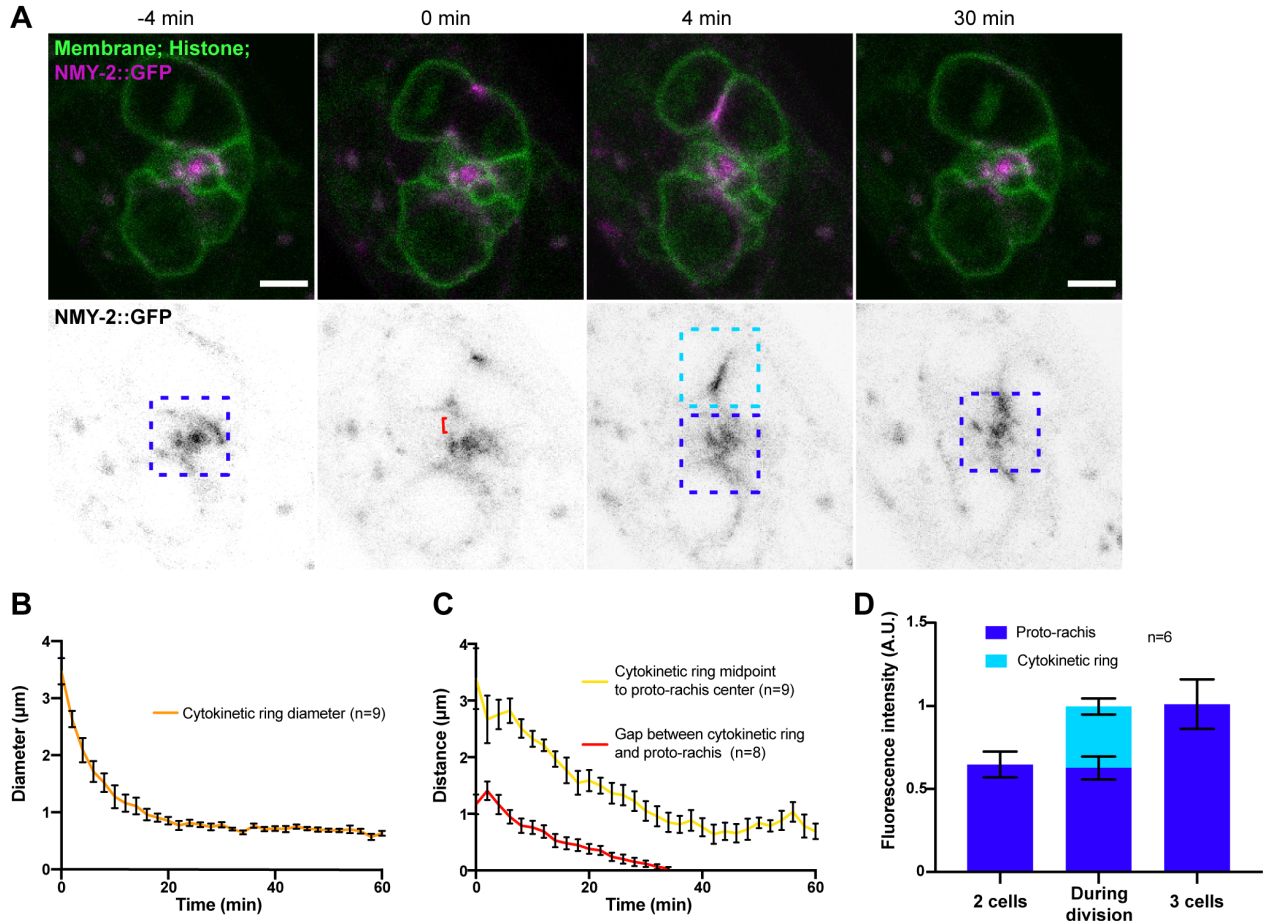 A
-4 min
0 min
4 min
30 min
Membrane; Histone;
NMY-2::GFP
NMY-2::GFP
B
Diameter (µm)
4
3
2
1
0
0
20
40
60
Time (min)
Cytokinetic ring diameter (n=9)
C
Distance (µm)
4
3
2
1
0
0
20
40
60
Time (min)
Cytokinetic ring midpoint
to proto-rachis center (n=9)
Gap between cytokinetic ring
and proto-rachis (n=8)
D
Fluorescence intensity (A.U.)
1.5
1
0.5
0
Proto-rachis
Cytokinetic ring
n=6
2 cells
During
division
3 cells